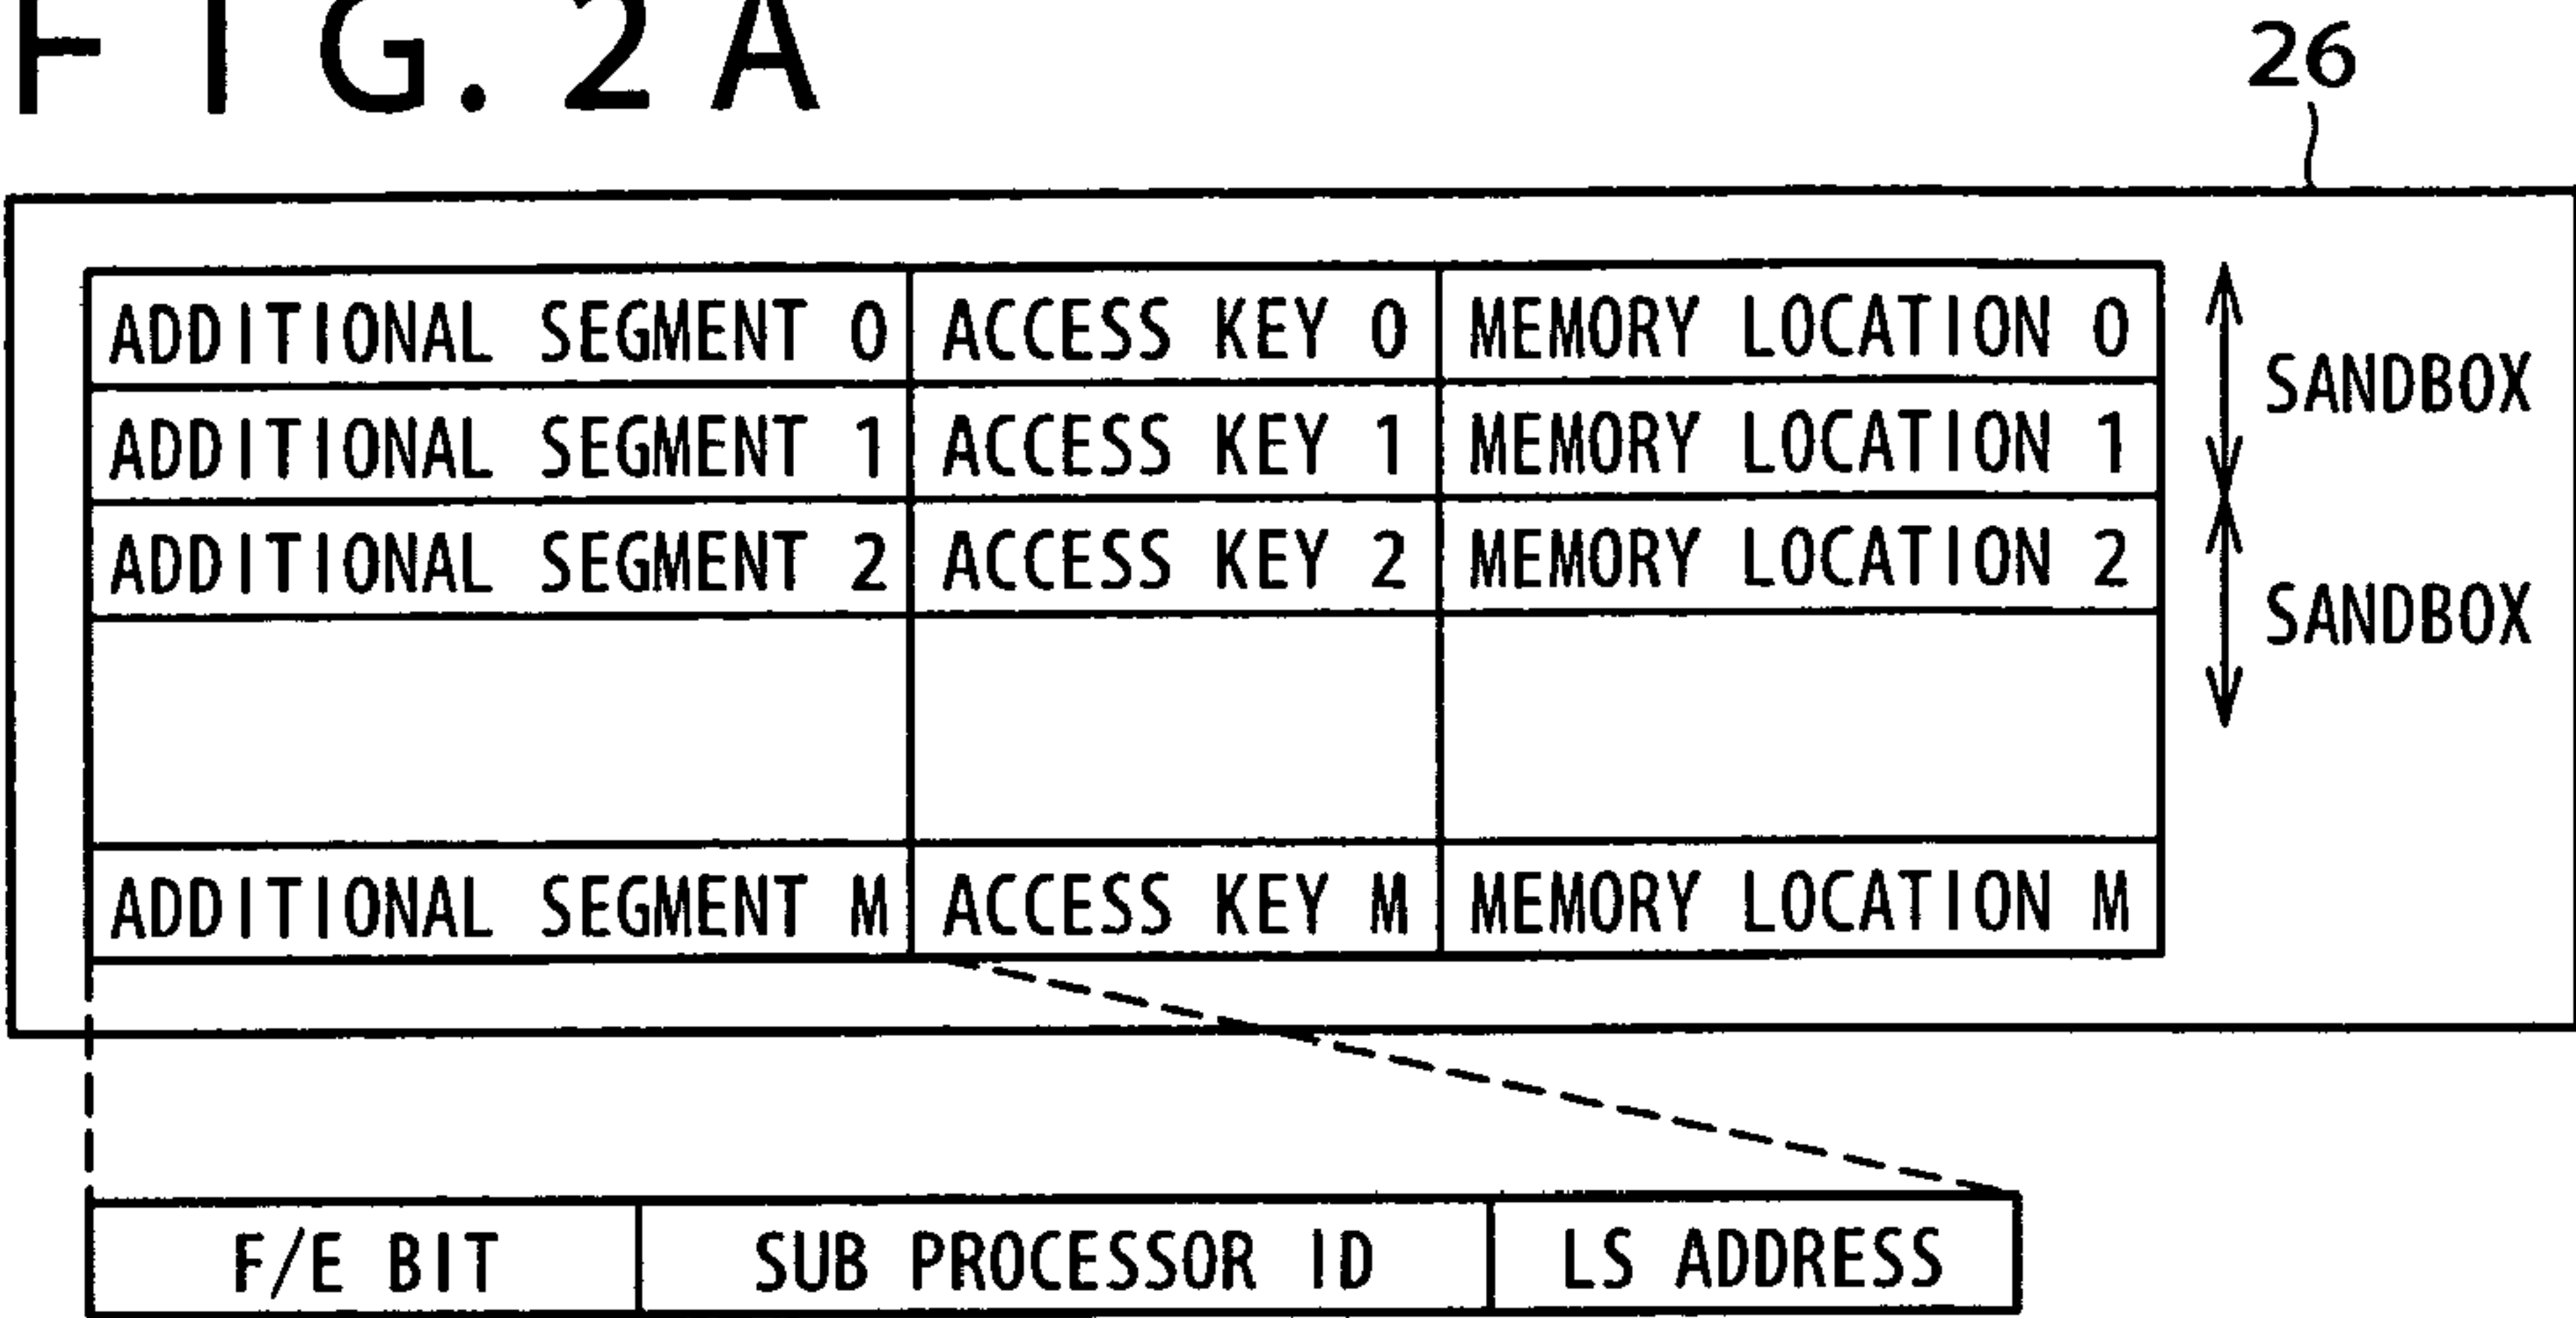 FIG. 2A
26
ADDITIONAL SEGMENT 0 ACCESS KEY 0 MEMORY LOCATION 0
SANDBOX
ADDITIONAL SEGMENT 1 ACCESS KEY 1 MEMORY LOCATION 1
ADDITIONAL SEGMENT 2 ACCESS KEY 2 MEMORY LOCATION 2
SANDBOX
ADDITIONAL SEGMENT M ACCESS KEY M MEMORY LOCATION M
F/E BIT SUB PROCESSOR ID LS ADDRESS